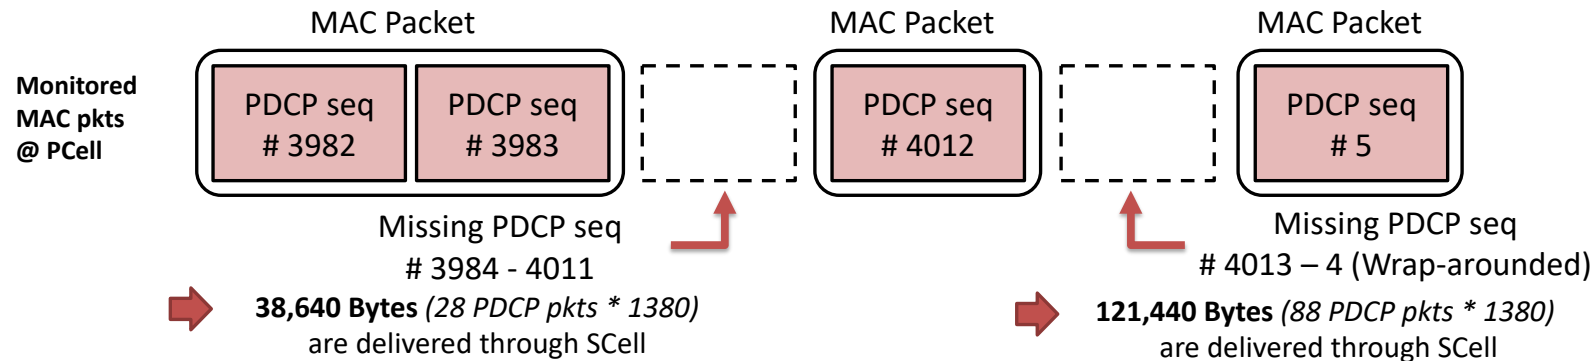 MAC Packet
MAC Packet
MAC Packet
Monitored
MAC pkts
@ PCell
PDCP seq
# 3982
PDCP seq
# 3983
PDCP seq
# 4012
PDCP seq
# 5
Missing PDCP seq
# 3984 - 4011
38,640 Bytes (28 PDCP pkts * 1380)
are delivered through SCell
Missing PDCP seq
# 4013 – 4 (Wrap-arounded)
121,440 Bytes (88 PDCP pkts * 1380)
are delivered through SCell